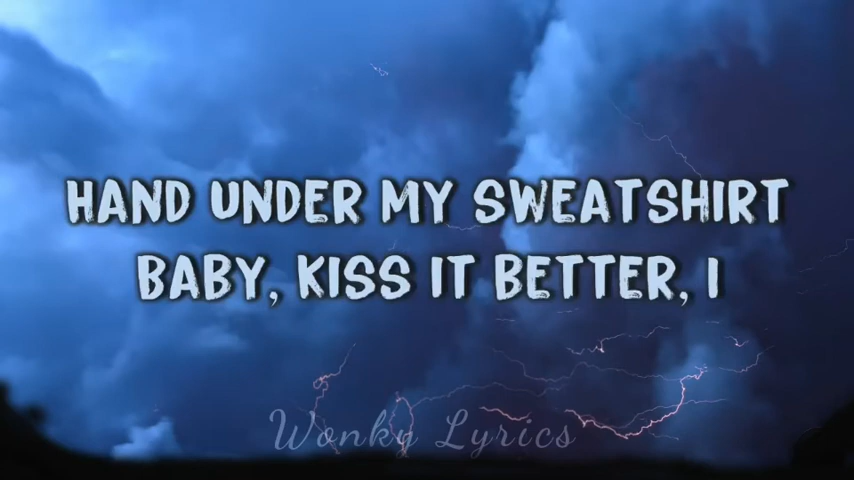 HAND UNDER MY SWEATSHIRT
BABY, KISS IT BETTER, I
Wonky Lyrics